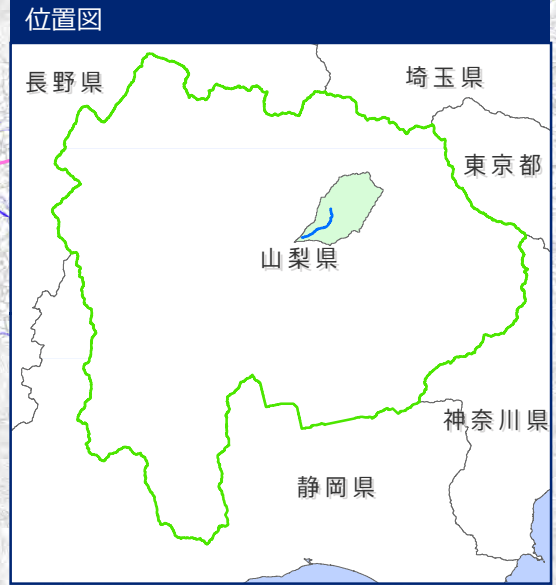 位置図
長野県
埼玉県
東京都
山梨県
神奈川県
静岡県